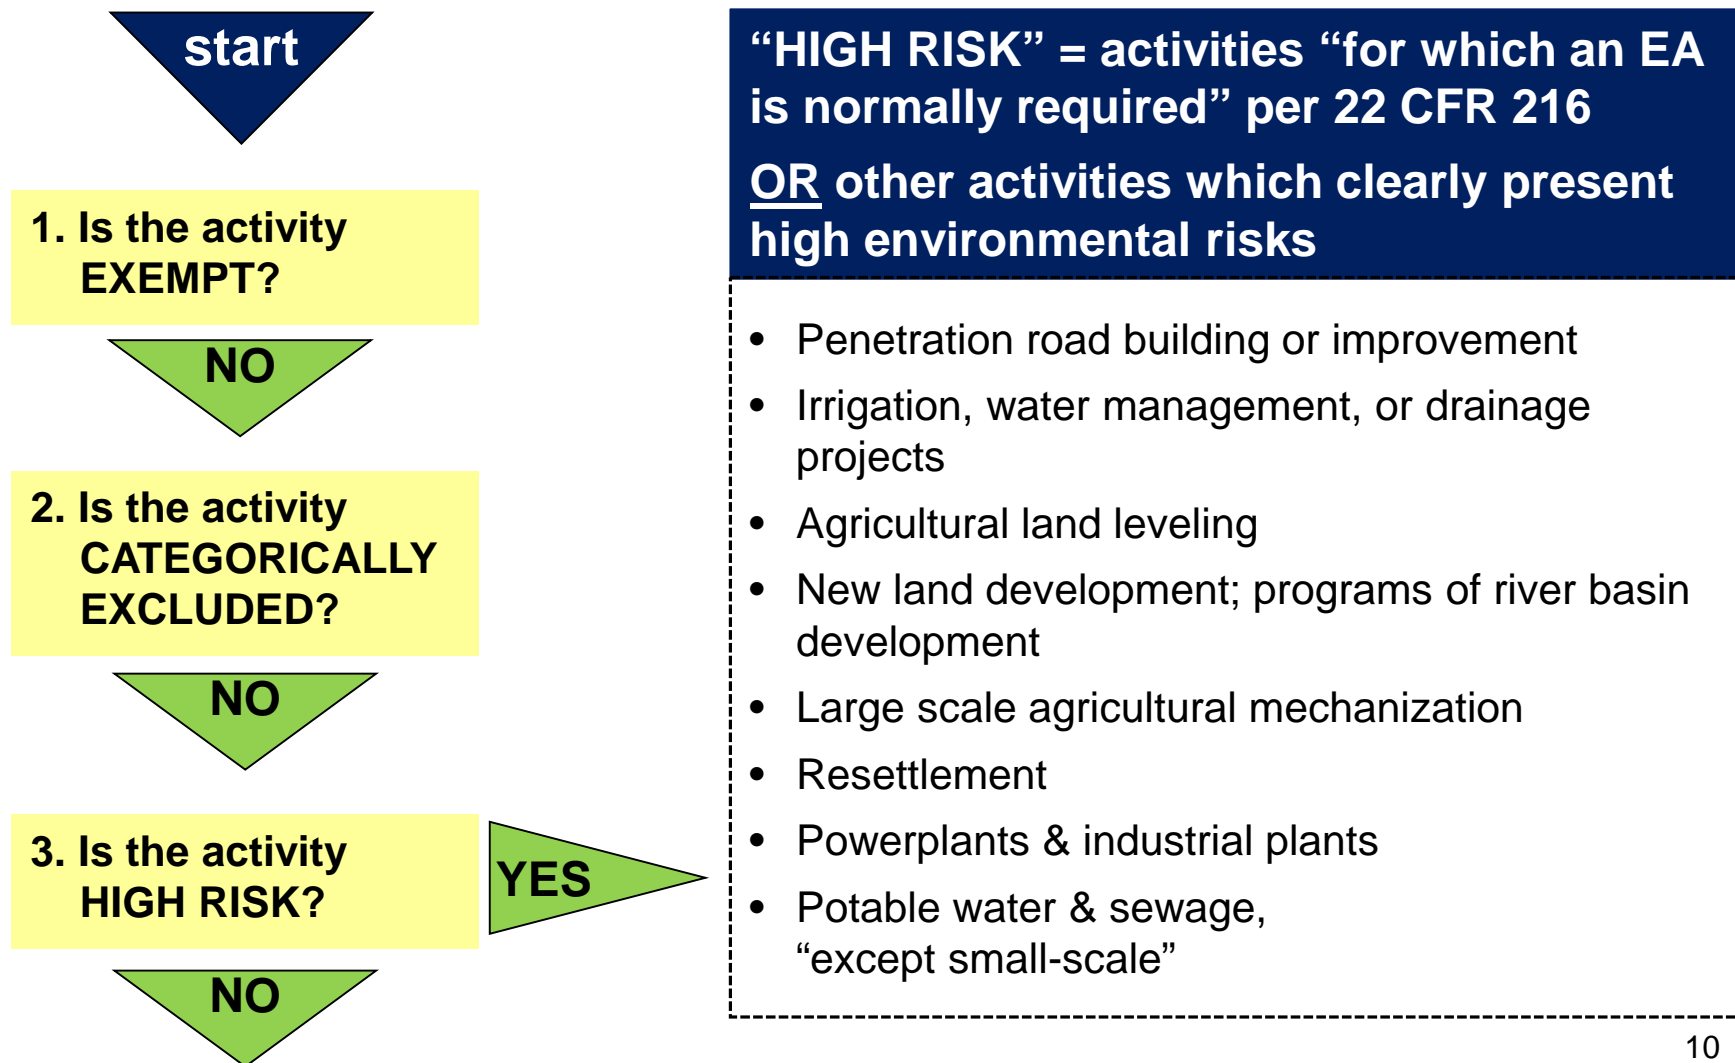 start
1. Is the activity
EXEMPT?
NO
2. Is the activity
CATEGORICALLY
EXCLUDED?
NO
3. Is the activity
HIGH RISK?
YES
NO
“HIGH RISK” = activities “for which an EA
is normally required” per 22 CFR 216
OR other activities which clearly present
high environmental risks
• Penetration road building or improvement
• Irrigation, water management, or drainage
projects
• Agricultural land leveling
• New land development; programs of river basin
development
• Large scale agricultural mechanization
• Resettlement
• Powerplants & industrial plants
• Potable water & sewage,
“except small-scale”
10